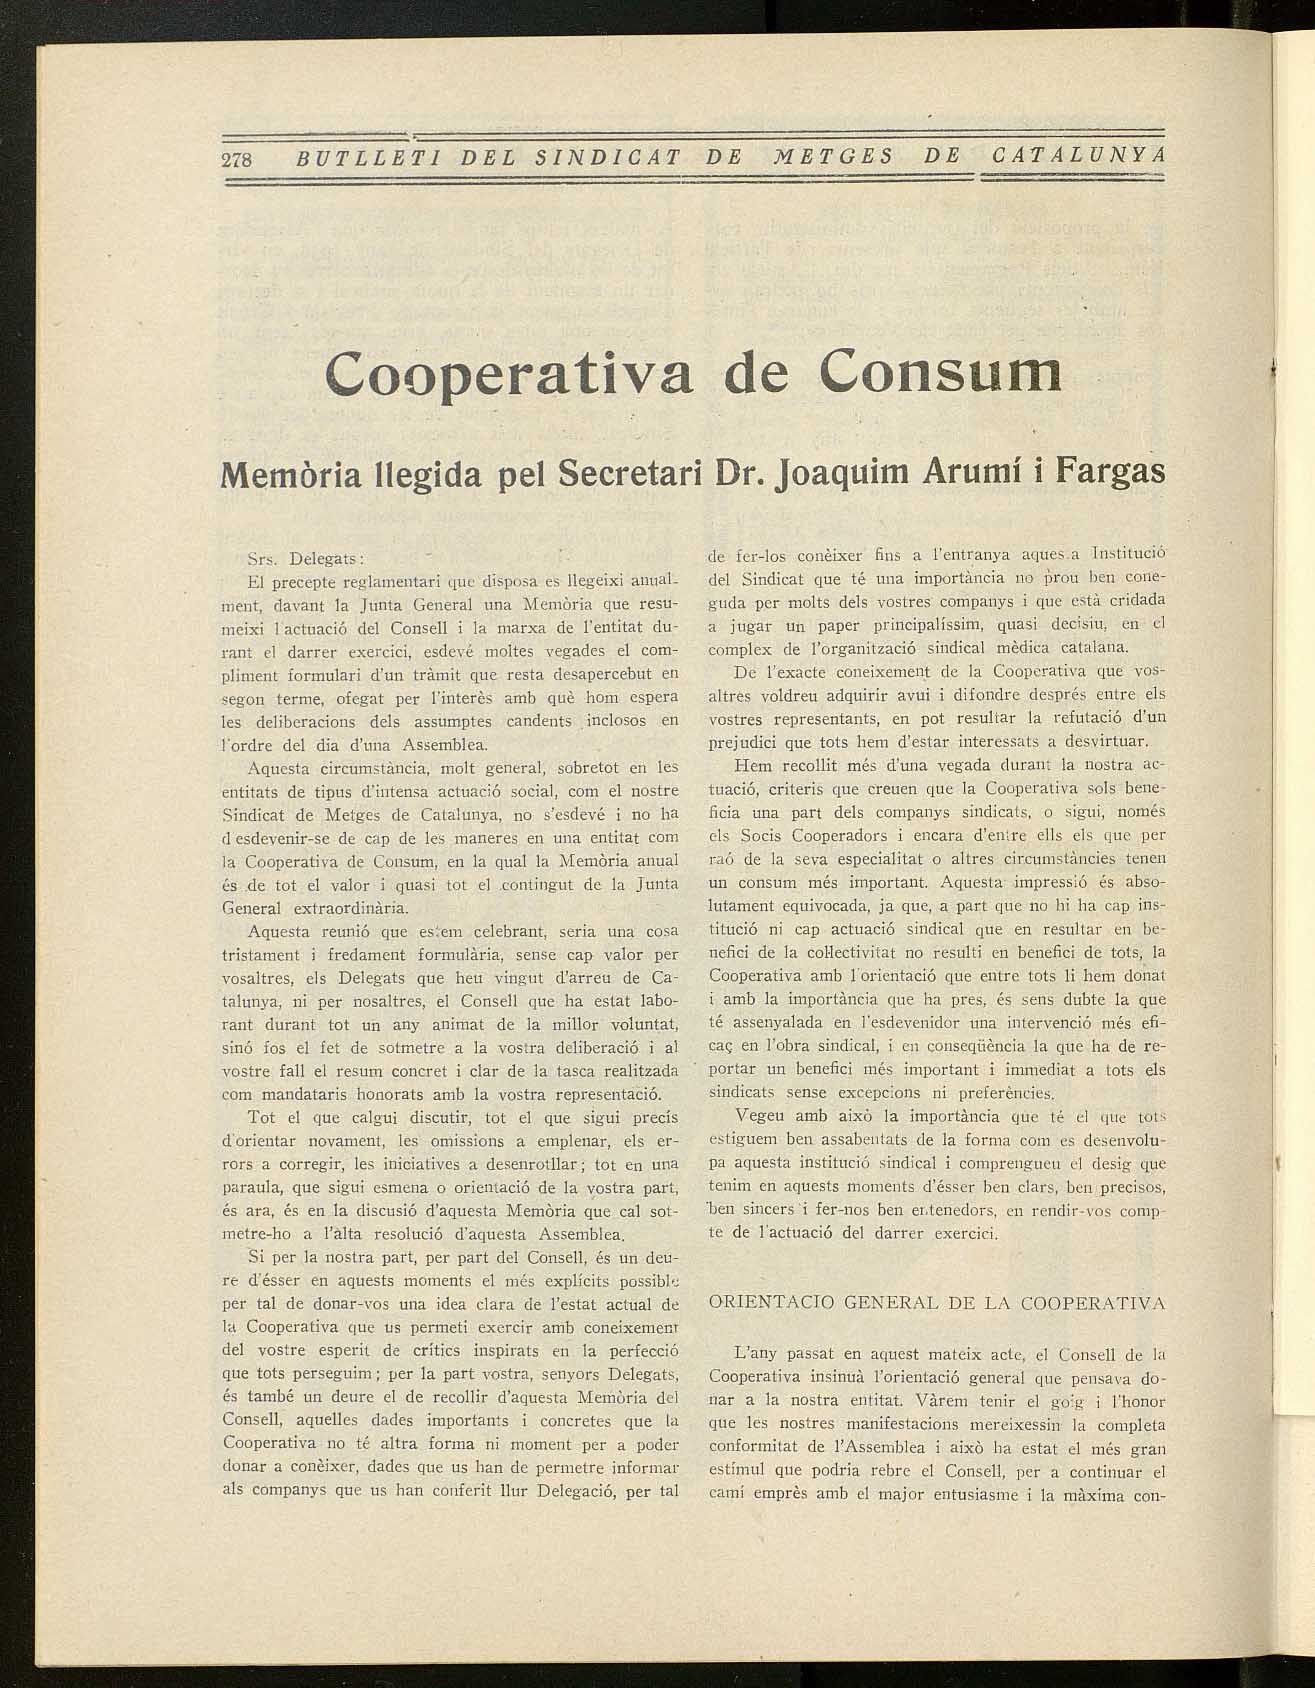 278 BUTLLETI DEL SINDICAT DE METGES DE CATALUNYA
Cooperativa de Consum
Memòria llegida pel Secretari Dr. Joaquim Arumí i Fargas
Srs. Delegats:
El precepte reglamentari que disposa es llegeixi anual-
ment, davant la Junta General una Memòria que resu-
meixi l'actuació del Consell i la marxa de l'entitat du-
rant el darrer exercici, esdevé moltes vegades el com-
pliment formulari d'un tràmit que resta desapercebut en
segon terme, ofegat per l'interès amb què hom espera
les deliberacions dels assumptes candents inclosos en
l'ordre del dia d'una Assemblea.
Aquesta circumstància, molt general, sobretot en les
entitats de tipus d'intensa actuació social, com el nostre
Sindicat de Metges de Catalunya, no s'esdevé i no ha
d'esdevenir-se de cap de les maneres en una entitat com
la Cooperativa de Consum, en la qual la Memòria anual
és de tot el valor i quasi tot el contingut de la Junta
General extraordinària.
Aquesta reunió que estem celebrant, seria una cosa
tristament i fredament formulària, sense cap valor per
vosaltres, els Delegats que heu vingut d'arreu de Ca-
talunya, ni per nosaltres, el Consell que ha estat labo-
rant durant tot un any animat de la millor voluntat,
sinó fos el fet de sotmetre a la vostra deliberació i al
vostre fall el resum concret i clar de la tasca realitzada
com mandataris honorats amb la vostra representació.
Tot el que calgui discutir, tot el que sigui precís
d'orientar novament, les omissions a emplenar, els er-
rors a corregir, les iniciatives a desenrotllar; tot en una
paraula, que sigui esmena o orientació de la vostra part,
és ara, és en la discusió d'aquesta Memòria que cal sot-
metre-ho a l'alta resolució d'aquesta Assemblea.
Si per la nostra part, per part del Consell, és un deu-
re d'ésser en aquests moments el més explícits possible
per tal de donar-vos una idea clara de l'estat actual de
la Cooperativa que us permeti exercir amb coneixement
del vostre esperit de crítics inspirats en la perfecció
que tots perseguim; per la part vostra, senyors Delegats,
és també un deure el de recollir d'aquesta Memòria del
Consell, aquelles dades importants i concretes que la
Cooperativa no té altra forma ni moment per a poder
donar a conèixer, dades que us han de permetre informar
als companys que us han conferit llur Delegació, per tal
de fer-los conèixer fins a l'entranya aques.a Institució
del Sindicat que té una importància no prou ben cone-
guda per molts dels vostres companys i que està cridada
a jugar un paper principalíssim, quasi decisiu, en el
complex de l'organització sindical mèdica catalana.
De l'exacte coneixement de la Cooperativa que vos-
altres voldreu adquirir avui i difondre després entre els
vostres representants, en pot resultar la refutació d'un
prejudici que tots hem d'estar interessats a desvirtuar.
Hem recollit més d'una vegada durant la nostra ac-
tuació, criteris que creuen que la Cooperativa sols bene-
ficia una part dels companys sindicats, o sigui, només
els Socis Cooperadors i encara d'entre ells els que per
raó de la seva especialitat o altres circumstàncies tenen
un consum més important. Aquesta impressió és abso-
lutament equivocada, ja que, a part que no hi ha cap ins-
titució ni cap actuació sindical que en resultar en be-
nefici de la col·lectivitat no resulti en benefici de tots, la
Cooperativa amb l'orientació que entre tots li hem donat
i amb la importància que ha pres, és sens dubte la que
té assenyalada en l'esdevenidor una intervenció més efi-
caç en l'obra sindical, i en conseqüència la que ha de re-
portar un benefici més important i immediat a tots els
sindicats sense excepcions ni preferències.
Vegeu amb això la importància que té el que tots
estiguem ben assabentats de la forma com es desenvolu-
pa aquesta institució sindical i comprengueu el desig que
tenim en aquests moments d'ésser ben clars, ben precisos,
ben sincers i fer-nos ben entenedors, en rendir-vos comp-
te de l'actuació del darrer exercici.
ORIENTACIO GENERAL DE LA COOPERATIVA
L'any passat en aquest mateix acte, el Consell de la
Cooperativa insinuà l'orientació general que pensava do-
nar a la nostra entitat. Vàrem tenir el goig i l'honor
que les nostres manifestacions mereixessin la completa
conformitat de l'Assemblea i això ha estat el més gran
estímul que podria rebre el Consell, per a continuar el
camí emprès amb el major entusiasme i la màxima con-